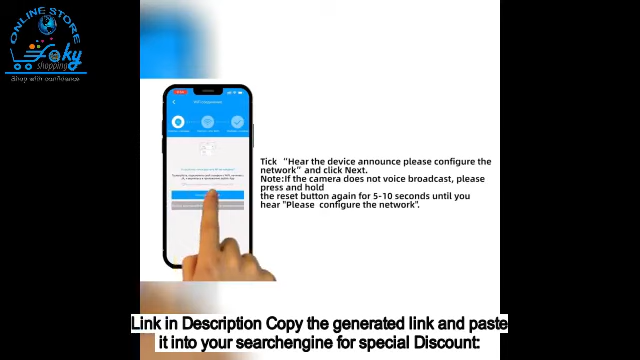 ONLINE STORE
Foky
shopping
Shop with confidence
Tick “Hear the device announce please configure the
network” and click Next.
Note:If the camera does not voice broadcast, please
press and hold
the reset button again for 5-10 seconds until you
hear "Please configure the network".
Link in Description Copy the generated link and paste
it into your searchengine for special Discount: